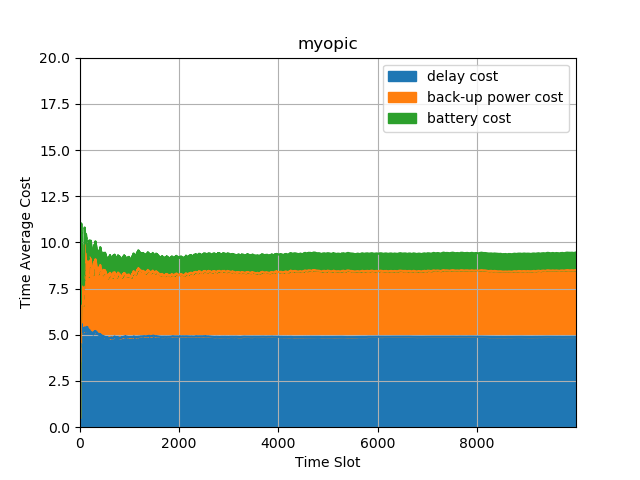 myopic
20.0
17.5
15.0
12.5
10.0
7.5
5.0
2.5
0.0
Time Average Cost
delay cost
back-up power cost
battery cost
0 2000 4000 6000 8000
Time Slot